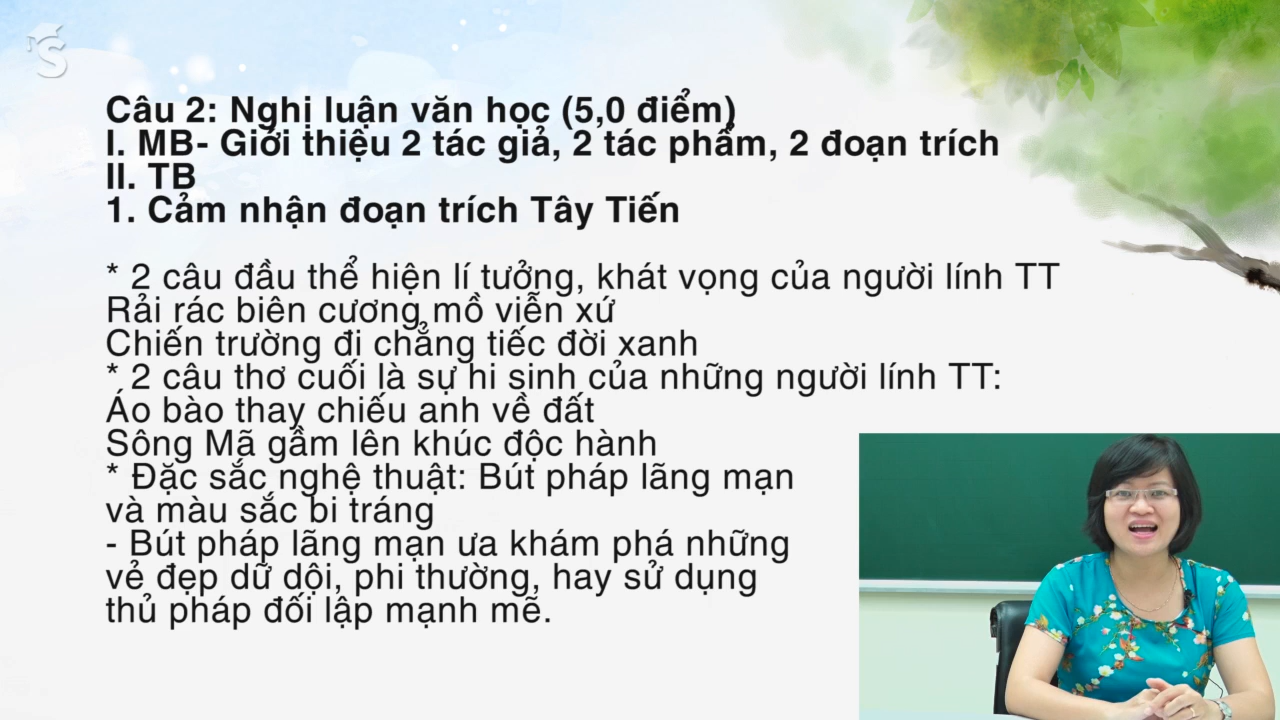 S
Câu 2: Nghị luận văn học (5,0 điểm)
I. MB- Giới thiệu 2 tác giả, 2 tác phẩm, 2 đoạn trích
II. TB
1. Cảm nhận đoạn trích Tây Tiến
* 2 câu đầu thể hiện lí tưởng, khát vọng của người lính TT
Rải rác biên cương mồ viễn xứ
Chiến trường đi chẳng tiếc đời xanh
* 2 câu thơ cuối là sự hi sinh của những người lính TT:
Áo bào thay chiếu anh về đất
Sông Mã gầm lên khúc độc hành
* Đặc sắc nghệ thuật: Bút pháp lãng mạn
và màu sắc bi tráng
- Bút pháp lãng mạn ưa khám phá những
vẻ đẹp dữ dội, phi thường, hay sử dụng
thủ pháp đối lập mạnh mẽ.